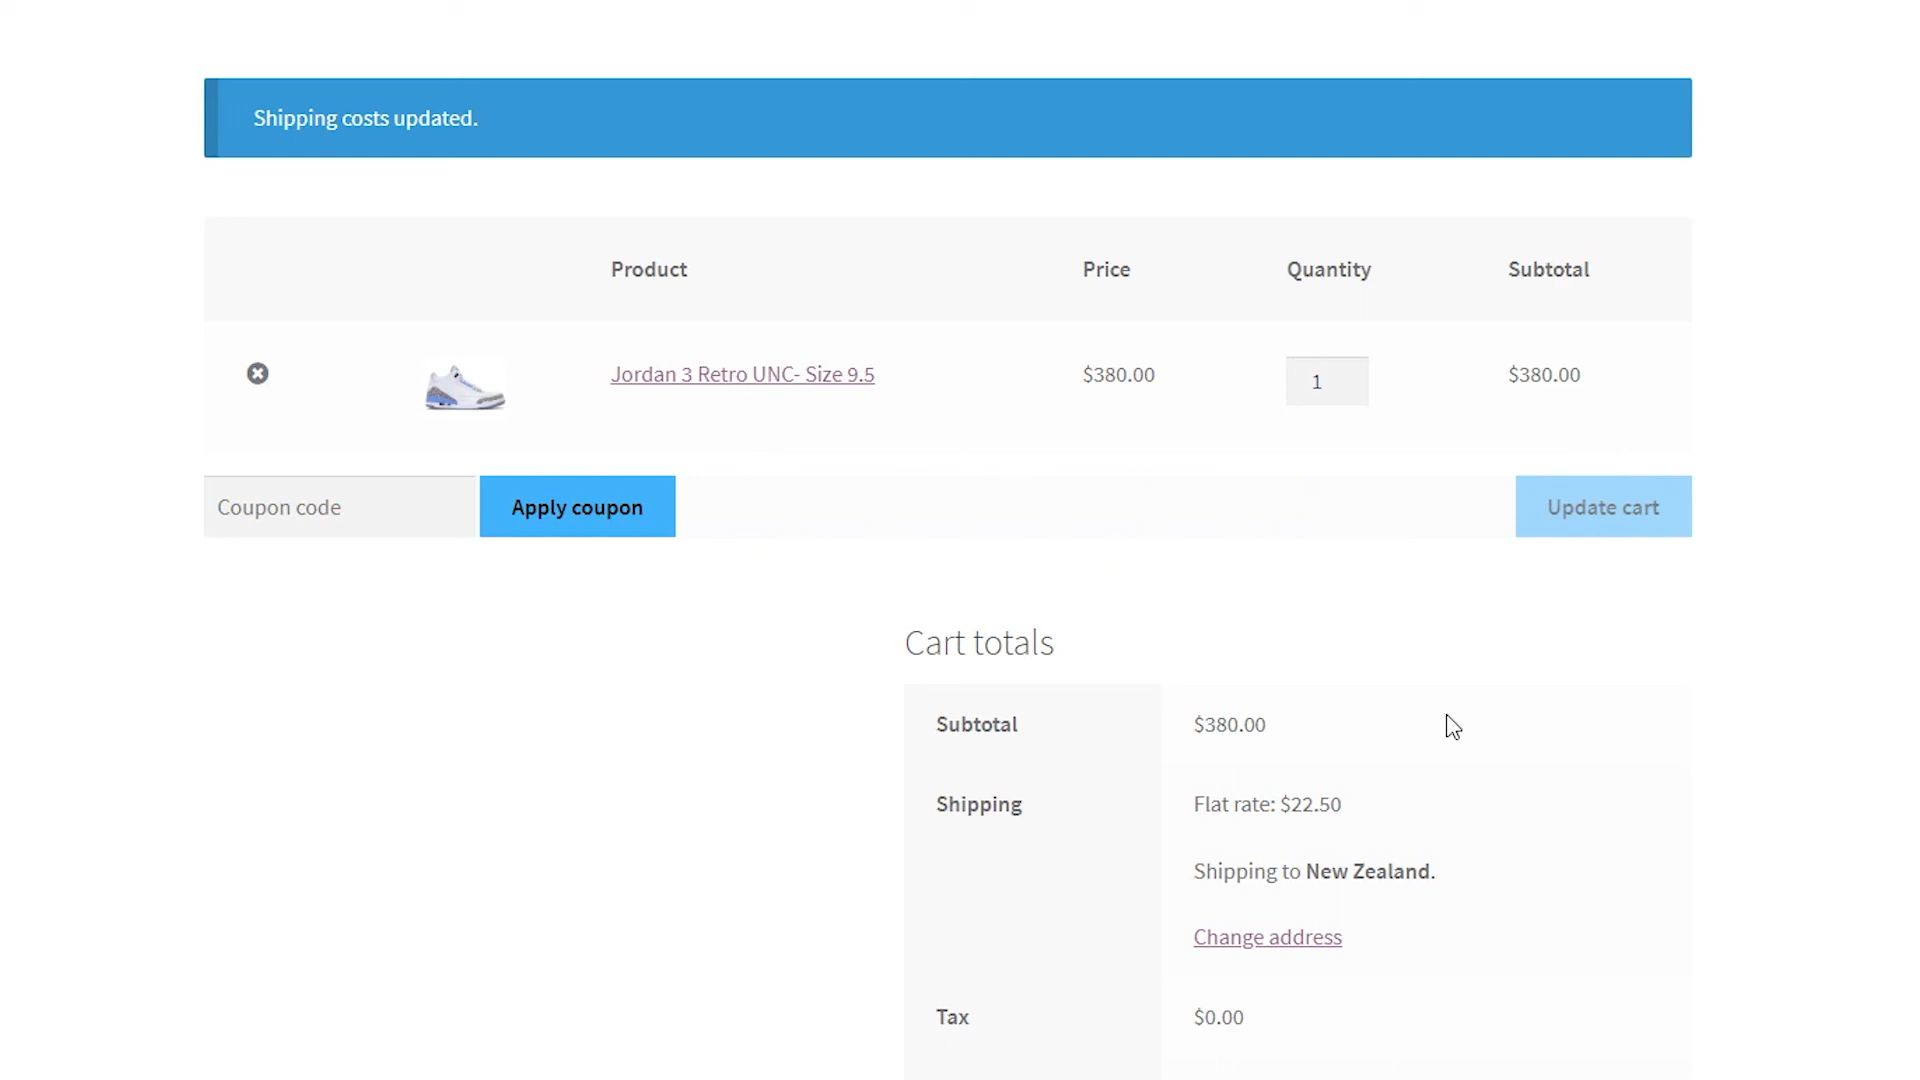 Shipping costs updated.
Product Price Quantity Subtotal
Jordan 3 Retro UNC- Size 9.5 $380.00 1 $380.00
Coupon code Apply coupon Update cart
Cart totals
Subtotal $380.00
Shipping Flat rate: $22.50
Shipping to New Zealand.
Change address
Tax $0.00